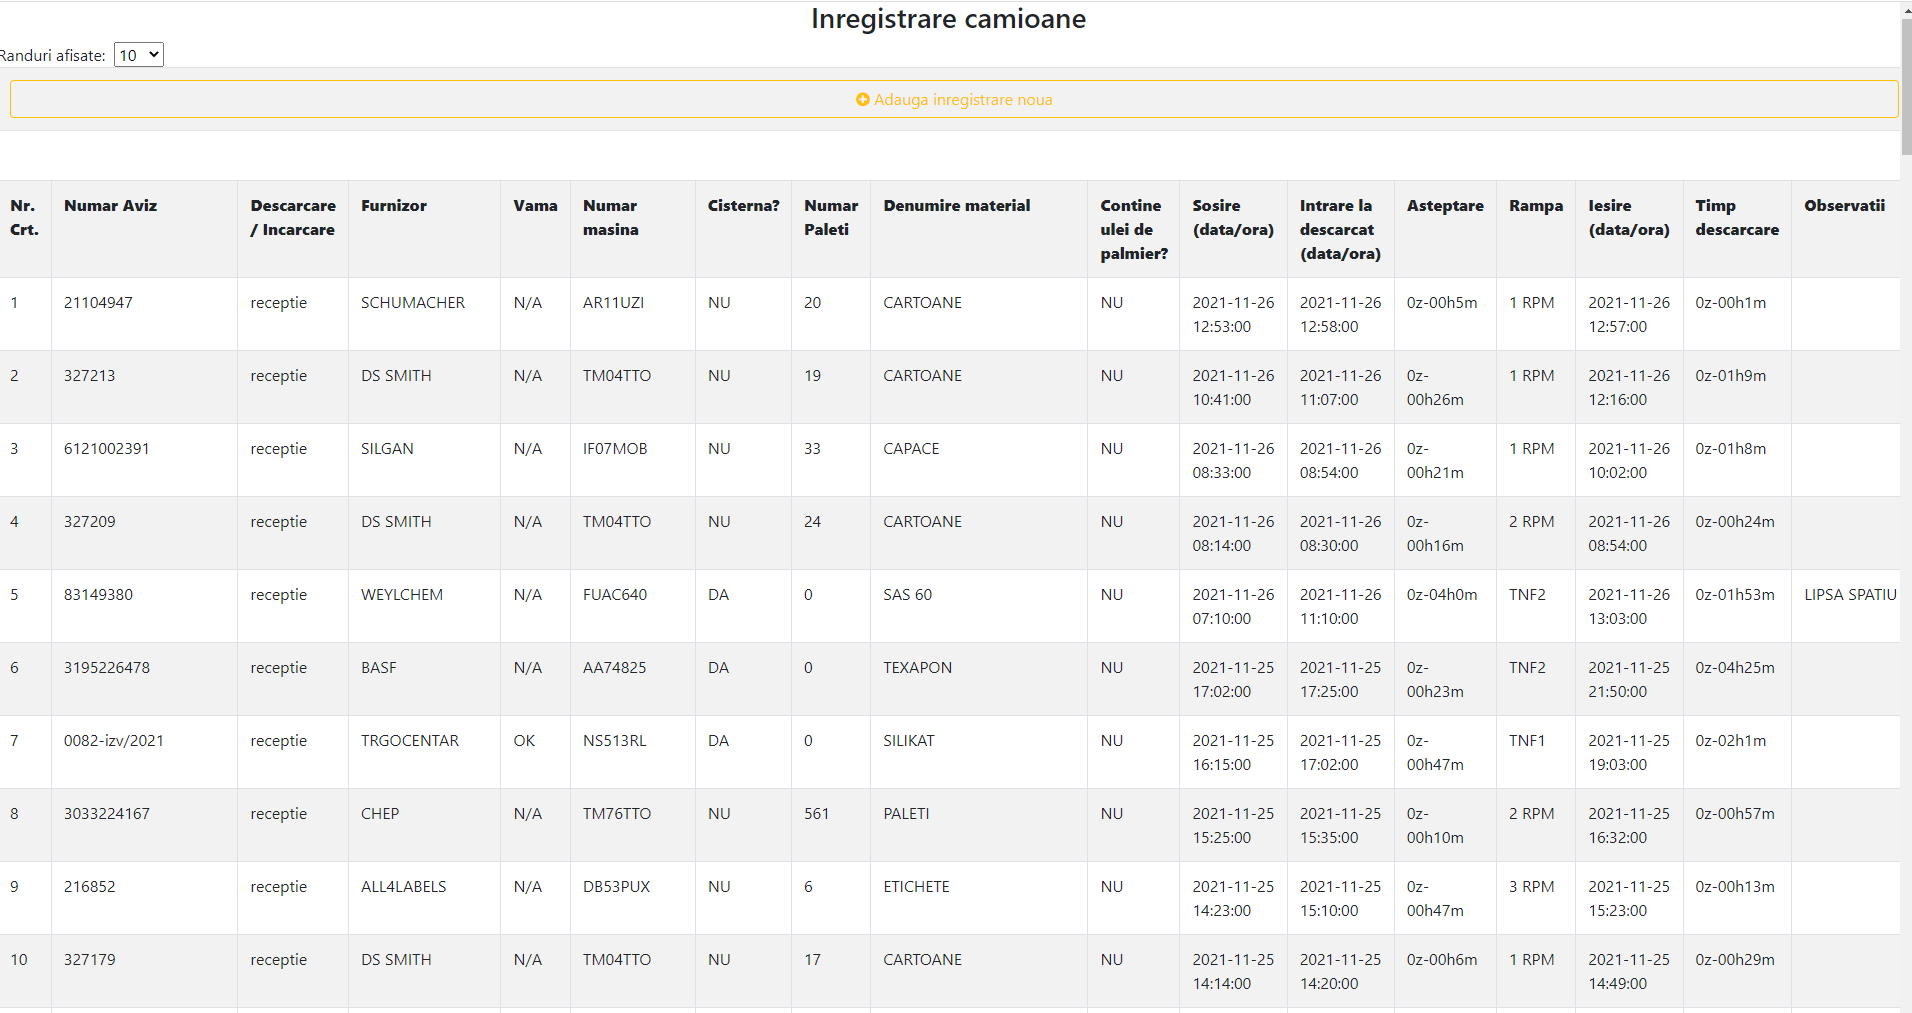 Inregistrare camioane
Randuri afisate: 10
Adauga inregistrare noua
Nr. Crt. Numar Aviz Descarcare / Incarcare Furnizor Vama Numar masina Cisterna? Numar Paleti Denumire material Contine ulei de palmier? Sosire (data/ora) Intrare la descarcat (data/ora) Asteptare Rampa Iesire (data/ora) Timp descarcare Observatii
1 21104947 receptie SCHUMACHER N/A AR11UZI NU 20 CARTOANE NU 2021-11-26 12:53:00 2021-11-26 12:58:00 0z-00h5m 1 RPM 2021-11-26 12:57:00 0z-00h1m
2 327213 receptie DS SMITH N/A TM04TTO NU 19 CARTOANE NU 2021-11-26 10:41:00 2021-11-26 11:07:00 0z-00h26m 1 RPM 2021-11-26 12:16:00 0z-01h9m
3 6121002391 receptie SILGAN N/A IF07MOB NU 33 CAPACE NU 2021-11-26 08:33:00 2021-11-26 08:54:00 0z-00h21m 1 RPM 2021-11-26 10:02:00 0z-01h8m
4 327209 receptie DS SMITH N/A TM04TTO NU 24 CARTOANE NU 2021-11-26 08:14:00 2021-11-26 08:30:00 0z-00h16m 2 RPM 2021-11-26 08:54:00 0z-00h24m
5 83149380 receptie WEYLCHEM N/A FUAC640 DA 0 SAS 60 NU 2021-11-26 07:10:00 2021-11-26 11:10:00 0z-04h0m TNF2 2021-11-26 13:03:00 0z-01h53m LIPSA SPATIU
6 3195226478 receptie BASF N/A AA74825 DA 0 TEXAPON NU 2021-11-25 17:02:00 2021-11-25 17:25:00 0z-00h23m TNF2 2021-11-25 21:50:00 0z-04h25m
7 0082-izv/2021 receptie TRGOCENTAR OK NS513RL DA 0 SILIKAT NU 2021-11-25 16:15:00 2021-11-25 17:02:00 0z-00h47m TNF1 2021-11-25 19:03:00 0z-02h1m
8 3033224167 receptie CHEP N/A TM76TTO NU 561 PALETI NU 2021-11-25 15:25:00 2021-11-25 15:35:00 0z-00h10m 2 RPM 2021-11-25 16:32:00 0z-00h57m
9 216852 receptie ALL4LABELS N/A DB53PUX NU 6 ETICHETE NU 2021-11-25 14:23:00 2021-11-25 15:10:00 0z-00h47m 3 RPM 2021-11-25 15:23:00 0z-00h13m
10 327179 receptie DS SMITH N/A TM04TTO NU 17 CARTOANE NU 2021-11-25 14:14:00 2021-11-25 14:20:00 0z-00h6m 1 RPM 2021-11-25 14:49:00 0z-00h29m